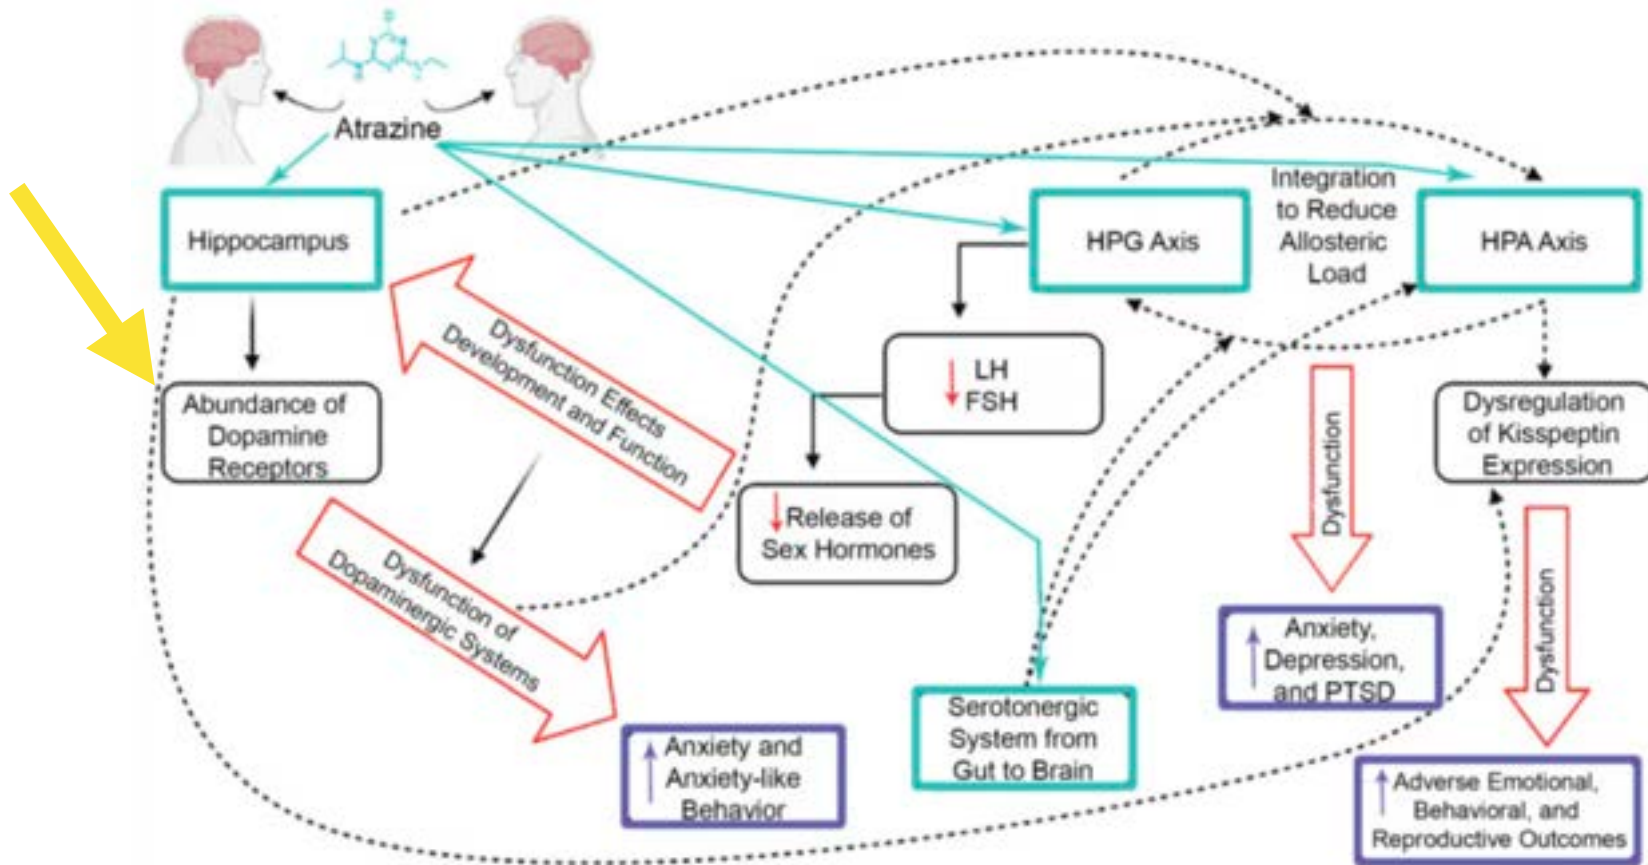 Atrazine
Hippocampus
HPG Axis
Integration
to Reduce
Allosteric
Load
HPA Axis
Dysfunction Effects
Development and Function
LH
FSH
Abundance of
Dopamine
Receptors
Dysregulation
of Kisspeptin
Expression
Dysfunction
Release of
Sex Hormones
Dysfunction of
Dopaminergic Systems
Dysfunction
Anxiety,
Depression,
and PTSD
Serotonergic
System from
Gut to Brain
Anxiety and
Anxiety-like
Behavior
Adverse Emotional,
Behavioral, and
Reproductive Outcomes